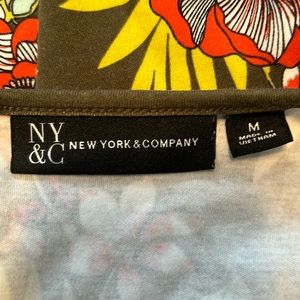 NY
&C NEW YORK & COMPANY
M
MADE IN
VIETNAM